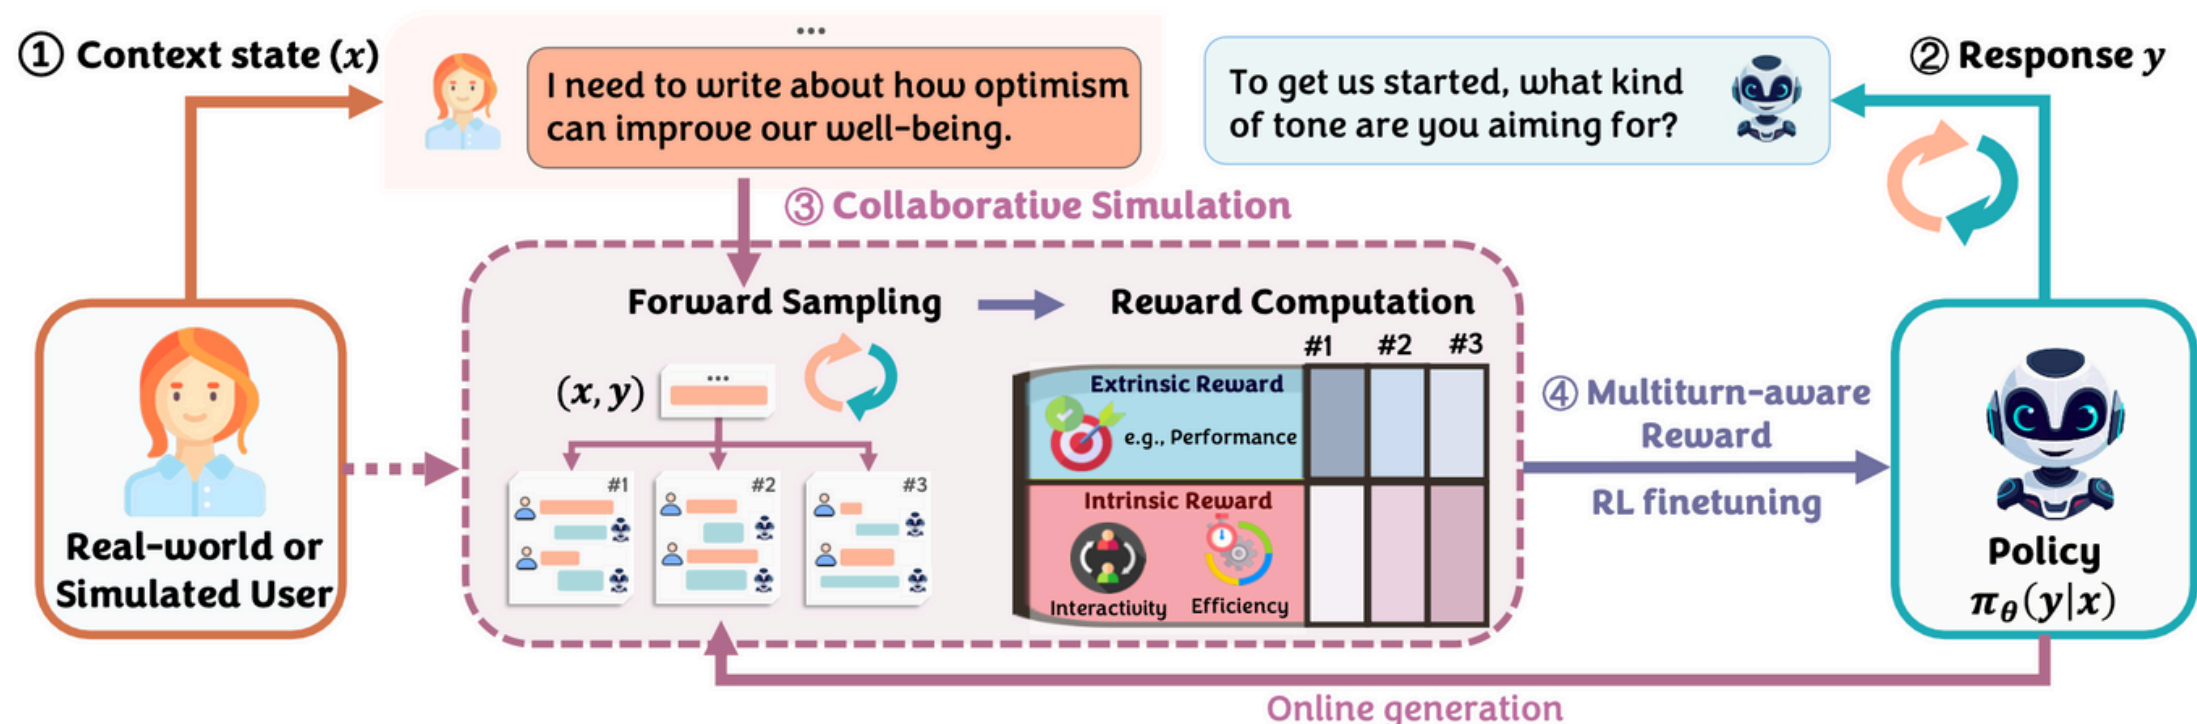 ① Context state (x)
...
I need to write about how optimism
can improve our well-being.
To get us started, what kind
of tone are you aiming for?
② Response y
③ Collaborative Simulation
Forward Sampling
Reward Computation
#1 #2 #3
(x, y)
...
#1
#2
#3
Extrinsic Reward
e.g., Performance
Intrinsic Reward
Interactivity
Efficiency
④ Multiturn-aware
Reward
RL finetuning
Real-world or
Simulated User
Policy
πθ(y|x)
Online generation